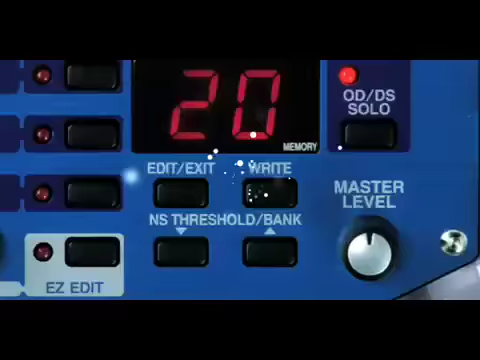 20
MEMORY
OD/DS
SOLO
EDIT/EXIT
WRITE
MASTER
LEVEL
NS THRESHOLD/BANK
EZ EDIT